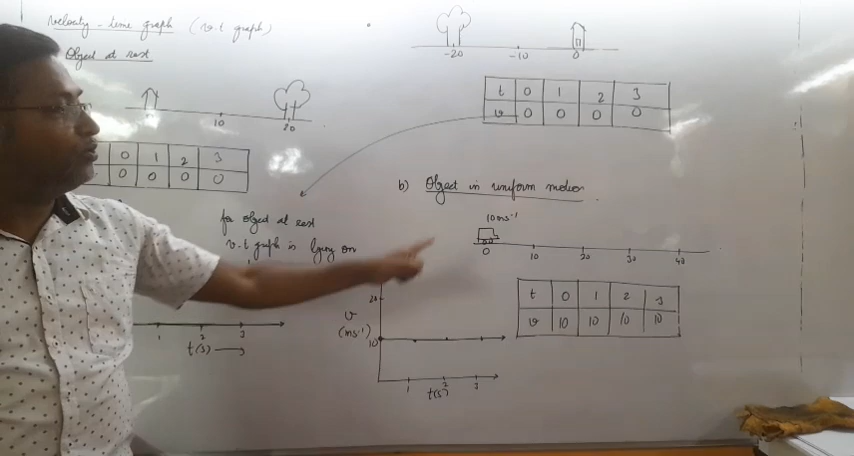 Velocity - time graph (v.t graph)
Object at rest
10
20
0 1 2 3
0 0 0 0
-20
-10
0
t 0 1 2 3
v 0 0 0 0
for object at rest
v.t graph is lying on
1 2 3
t(s)
b) Object in uniform motion
10ms⁻¹
0 10 20 30 40
t 0 1 2 3
v 10 10 10 10
20
v
(ms⁻¹)
10
1 2 3
t(s)